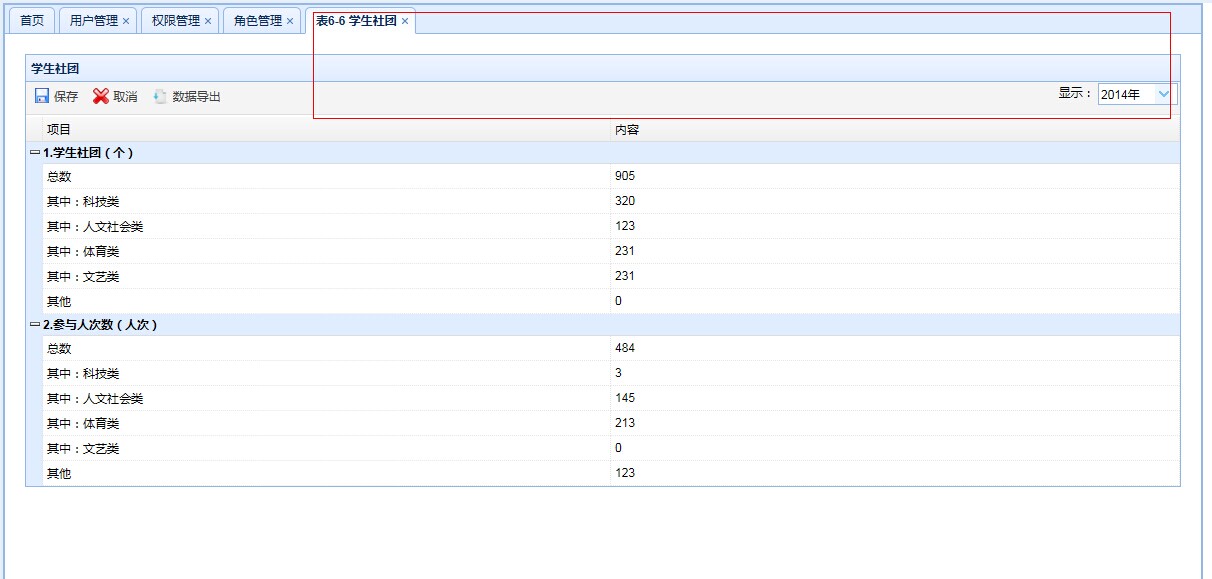 首页 用户管理 × 权限管理 × 角色管理 × 表6-6 学生社团 ×
学生社团
保存 取消 数据导出 显示： 2014年
项目 内容
1.学生社团（个）
总数 905
其中：科技类 320
其中：人文社会类 123
其中：体育类 231
其中：文艺类 231
其他 0
2.参与人次数（人次）
总数 484
其中：科技类 3
其中：人文社会类 145
其中：体育类 213
其中：文艺类 0
其他 123